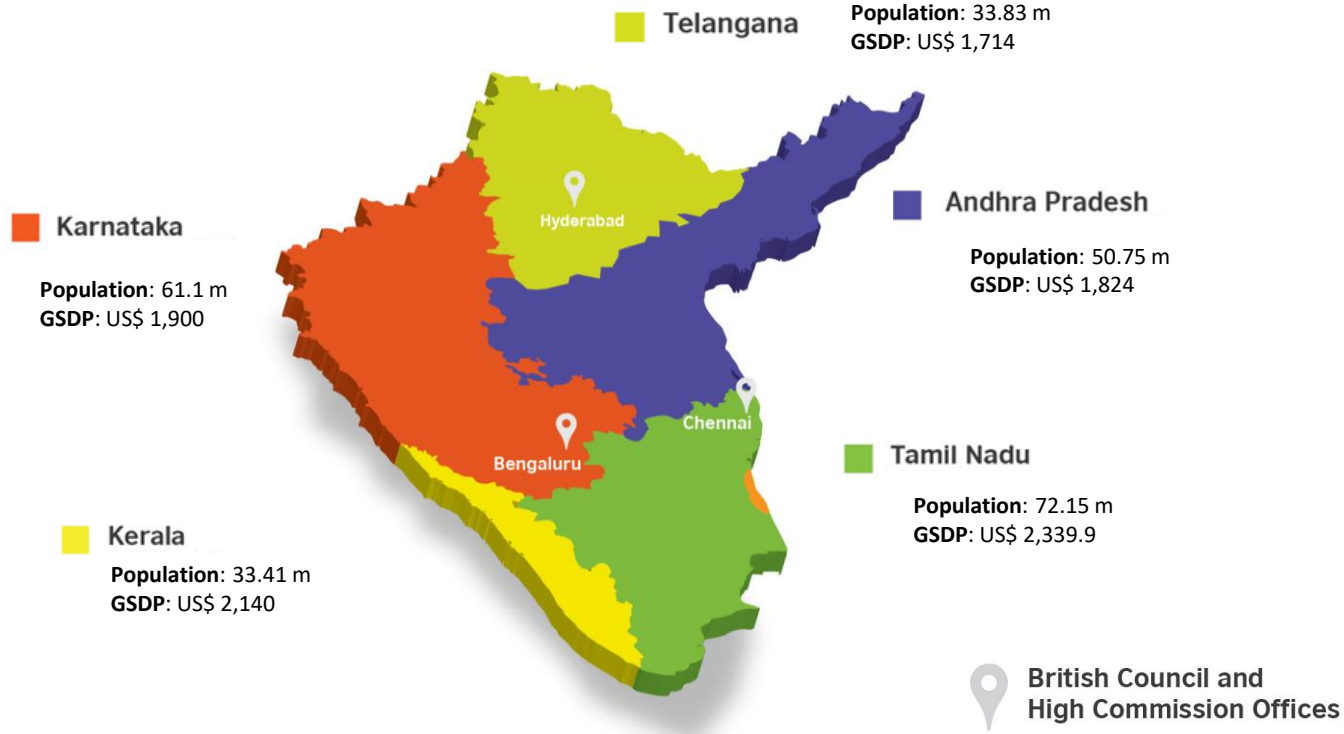 Telangana
Population: 33.83 m
GSDP: US$ 1,714
Hyderabad
Andhra Pradesh
Population: 50.75 m
GSDP: US$ 1,824
Karnataka
Population: 61.1 m
GSDP: US$ 1,900
Chennai
Bengaluru
Tamil Nadu
Population: 72.15 m
GSDP: US$ 2,339.9
Kerala
Population: 33.41 m
GSDP: US$ 2,140
British Council and
High Commission Offices